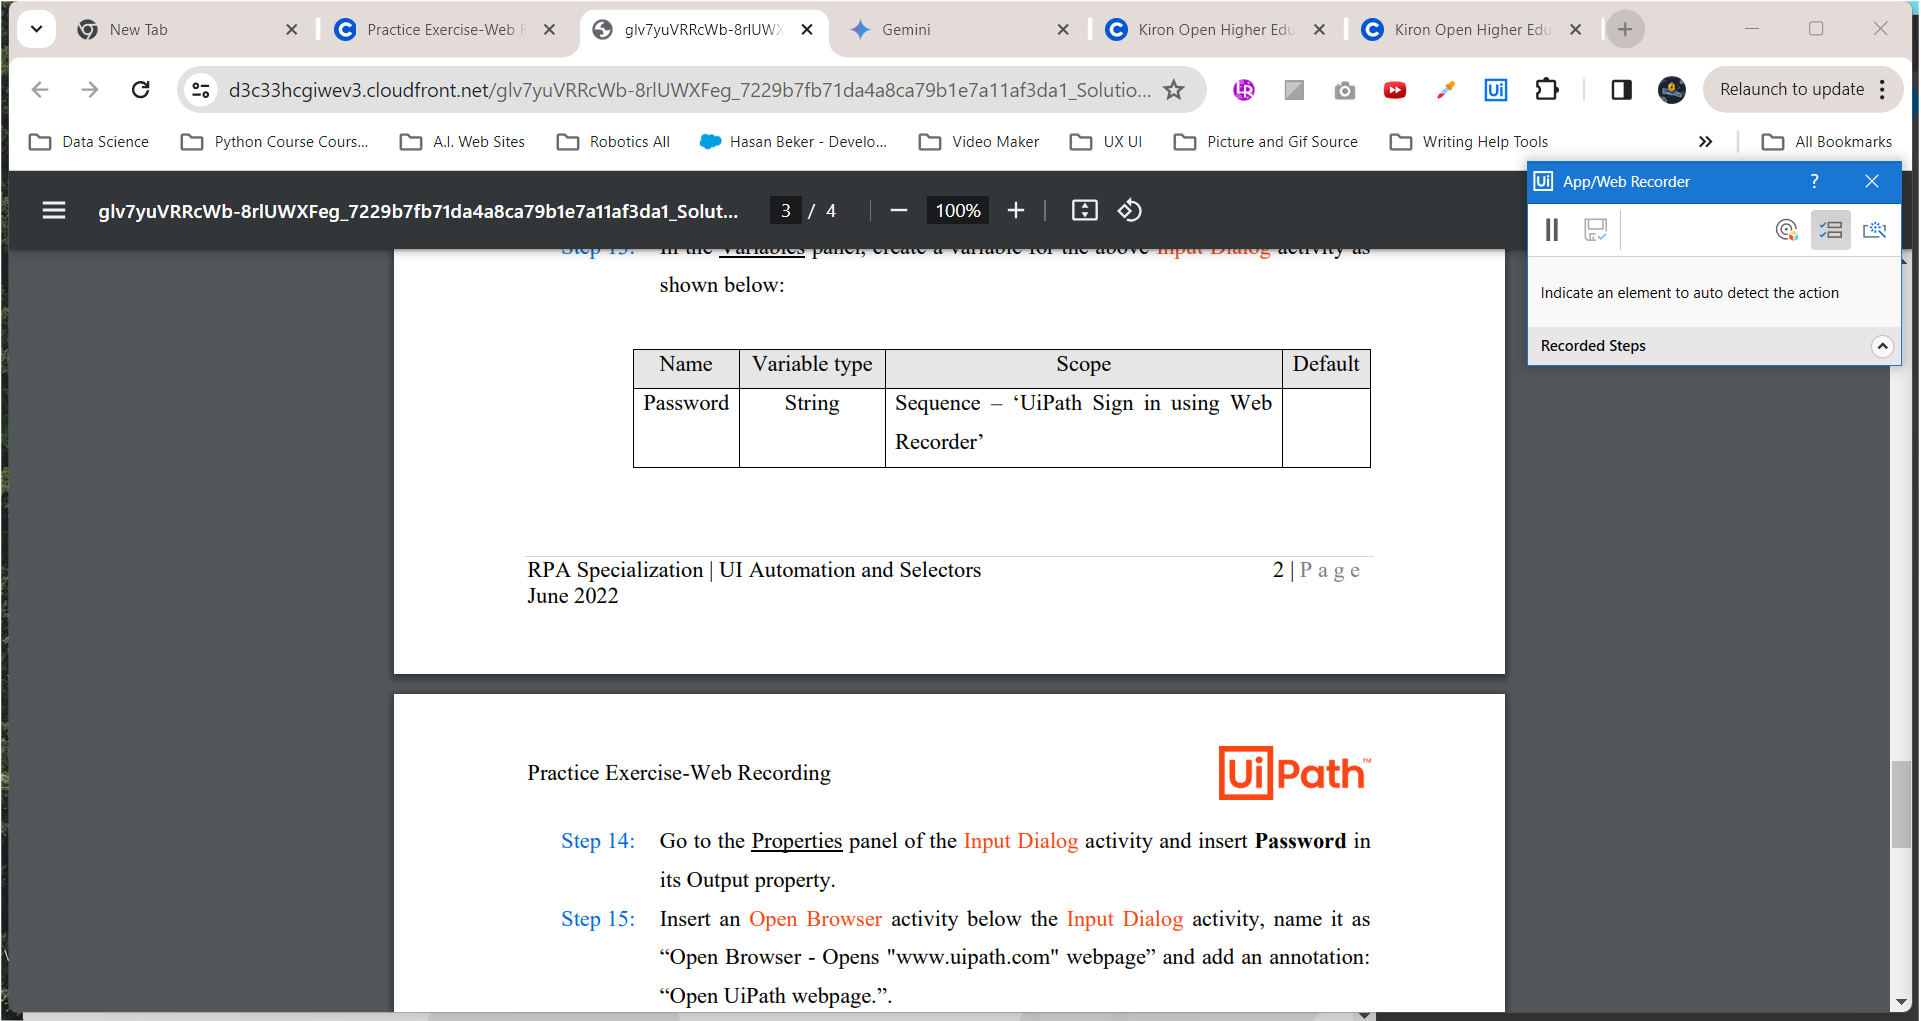 New Tab
Practice Exercise-Web R
glv7yuVRRcWb-8rlUWX
Gemini
Kiron Open Higher Edu
Kiron Open Higher Edu
d3c33hcgiwev3.cloudfront.net/glv7yuVRRcWb-8rlUWXFeg_7229b7fb71da4a8ca79b1e7a11af3da1_Solutio...
Relaunch to update
Data Science
Python Course Cours...
A.I. Web Sites
Robotics All
Hasan Beker - Develo...
Video Maker
UX UI
Picture and Gif Source
Writing Help Tools
All Bookmarks
glv7yuVRRcWb-8rlUWXFeg_7229b7fb71da4a8ca79b1e7a11af3da1_Solut...
3 / 4
100%
Ui App/Web Recorder ?
Indicate an element to auto detect the action
Recorded Steps
Step 13: In the Variables panel, create a variable for the above Input Dialog activity as
shown below:
Name Variable type Scope Default
Password String Sequence – ‘UiPath Sign in using Web
Recorder’
RPA Specialization | UI Automation and Selectors 2 | Page
June 2022
Practice Exercise-Web Recording
UiPath™
Step 14: Go to the Properties panel of the Input Dialog activity and insert Password in
its Output property.
Step 15: Insert an Open Browser activity below the Input Dialog activity, name it as
“Open Browser - Opens "www.uipath.com" webpage” and add an annotation:
“Open UiPath webpage.”.